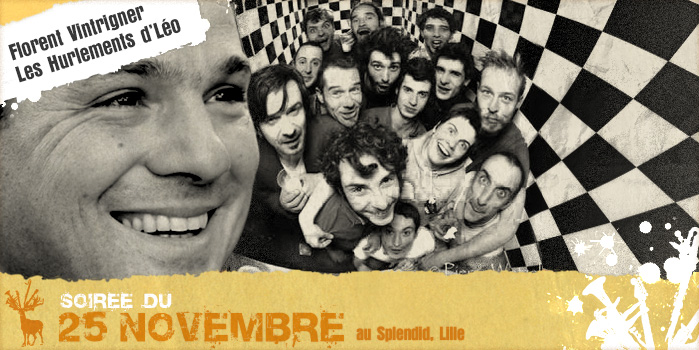 Florent Vintrigner
Les Hurlements d'Léo
SOIREE DU
25 NOVEMBRE au Splendid, Lille